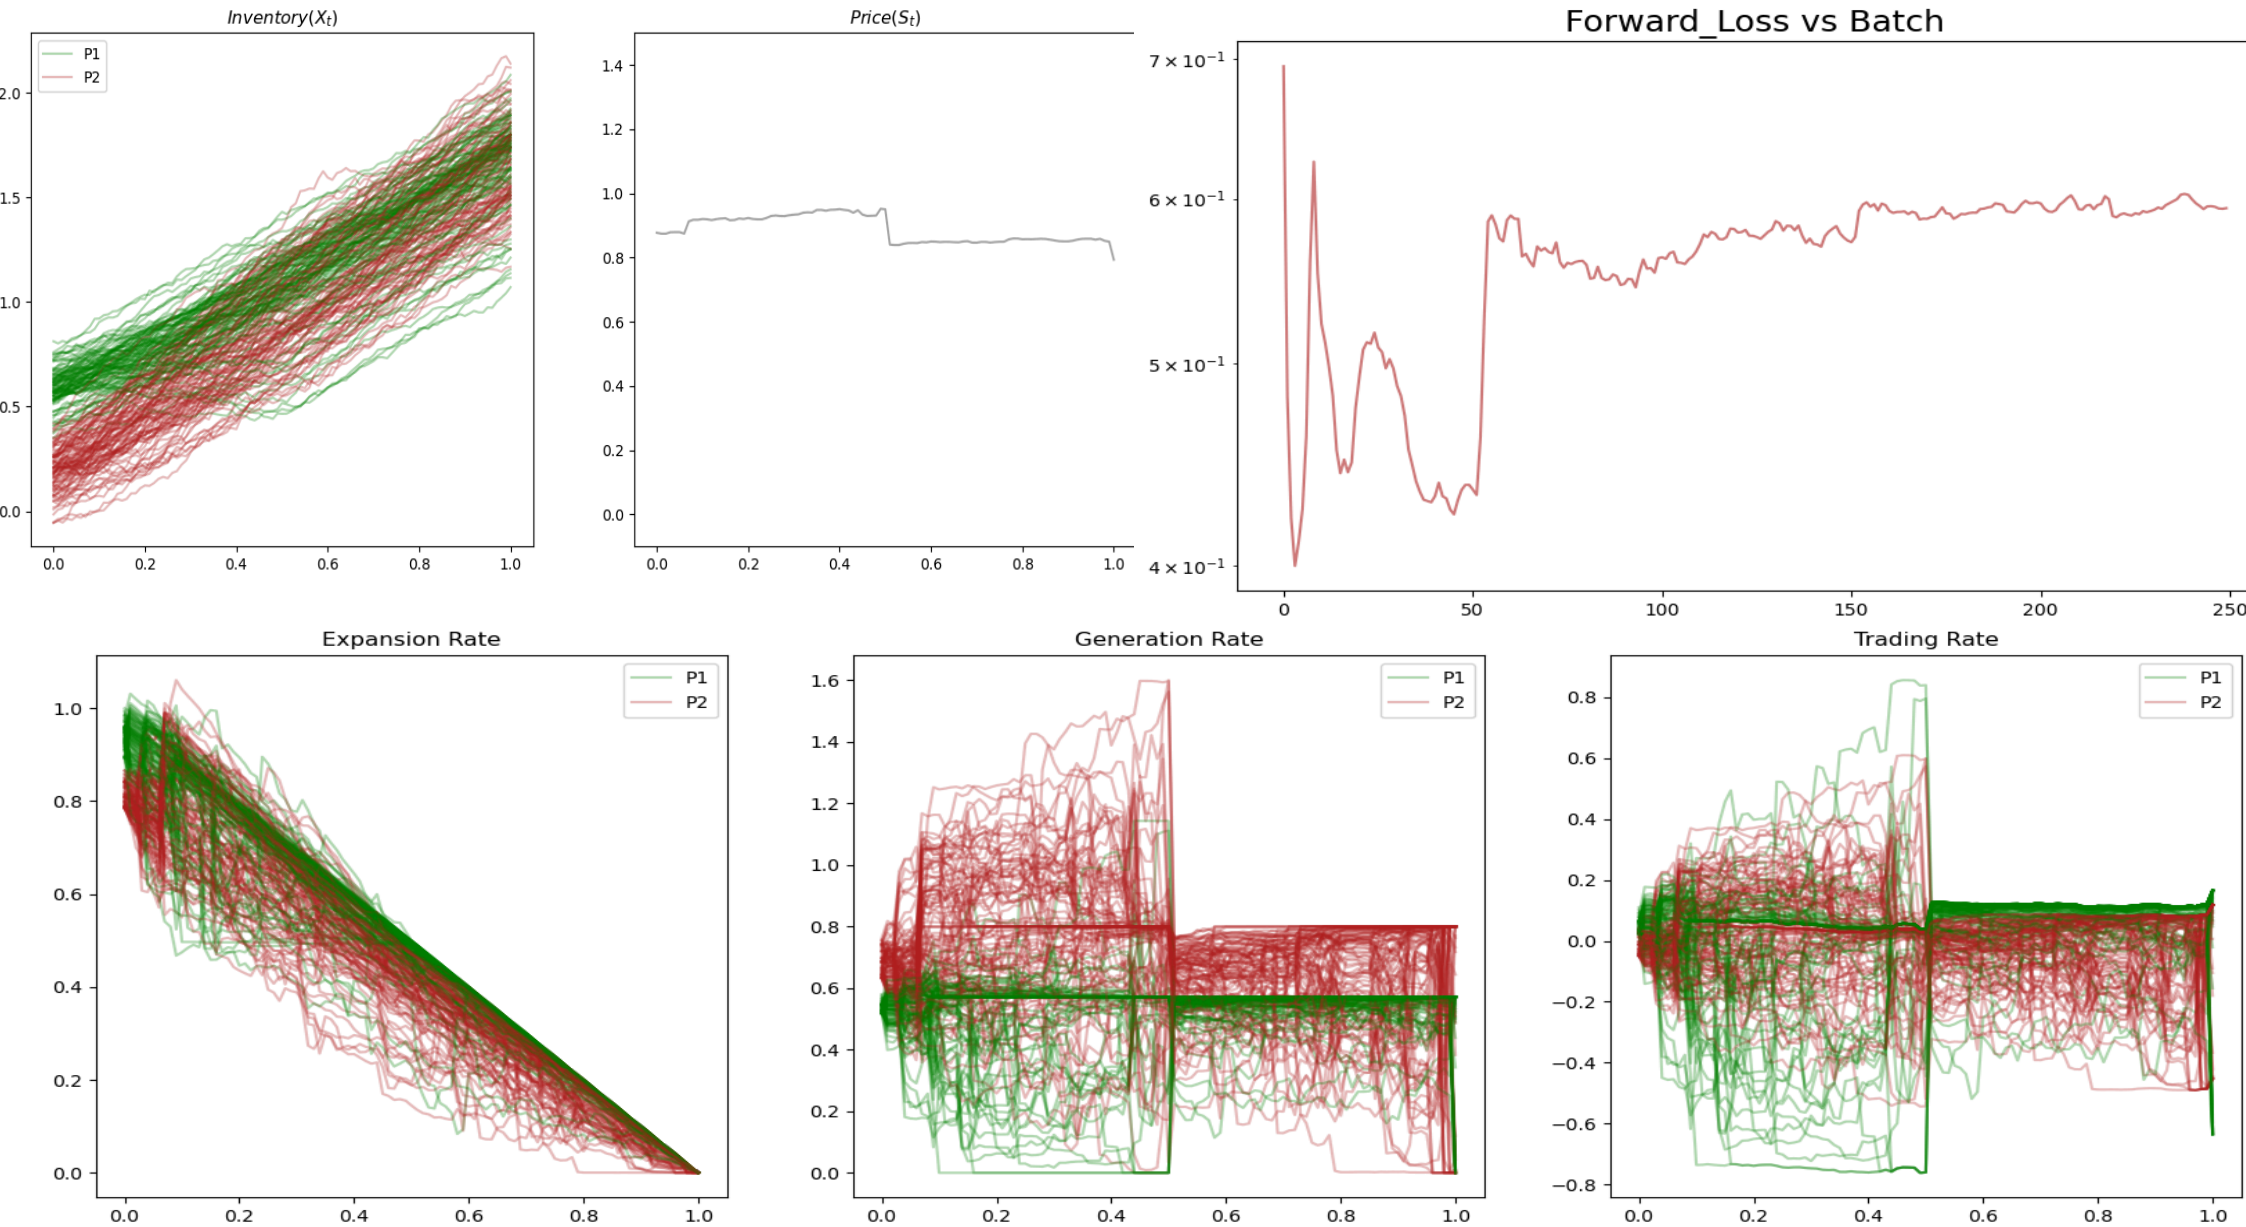 Inventory(Xₜ)
P1
P2
2.0
1.5
1.0
0.5
0.0
0.0 0.2 0.4 0.6 0.8 1.0
Price(Sₜ)
1.4
1.2
1.0
0.8
0.6
0.4
0.2
0.0
0.0 0.2 0.4 0.6 0.8 1.0
Forward_Loss vs Batch
7 × 10⁻¹
6 × 10⁻¹
5 × 10⁻¹
4 × 10⁻¹
0 50 100 150 200 250
Expansion Rate
P1
P2
1.0
0.8
0.6
0.4
0.2
0.0
0.0 0.2 0.4 0.6 0.8 1.0
Generation Rate
P1
P2
1.6
1.4
1.2
1.0
0.8
0.6
0.4
0.2
0.0
0.0 0.2 0.4 0.6 0.8 1.0
Trading Rate
P1
P2
0.8
0.6
0.4
0.2
0.0
−0.2
−0.4
−0.6
−0.8
0.0 0.2 0.4 0.6 0.8 1.0